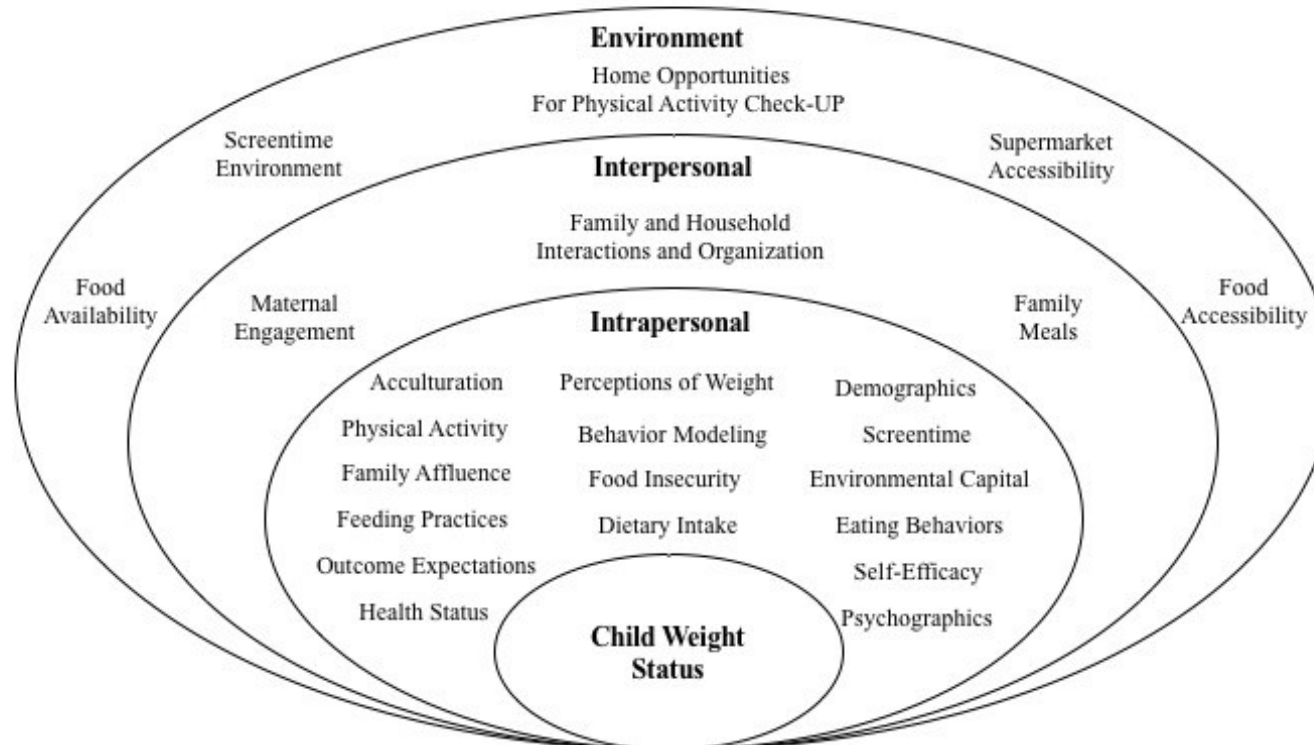 Environment
Home Opportunities
For Physical Activity Check-UP
Screentime
Environment
Supermarket
Accessibility
Food
Availability
Food
Accessibility
Interpersonal
Family and Household
Interactions and Organization
Maternal
Engagement
Family
Meals
Intrapersonal
Acculturation
Physical Activity
Family Affluence
Feeding Practices
Outcome Expectations
Health Status
Perceptions of Weight
Behavior Modeling
Food Insecurity
Dietary Intake
Demographics
Screentime
Environmental Capital
Eating Behaviors
Self-Efficacy
Psychographics
Child Weight
Status